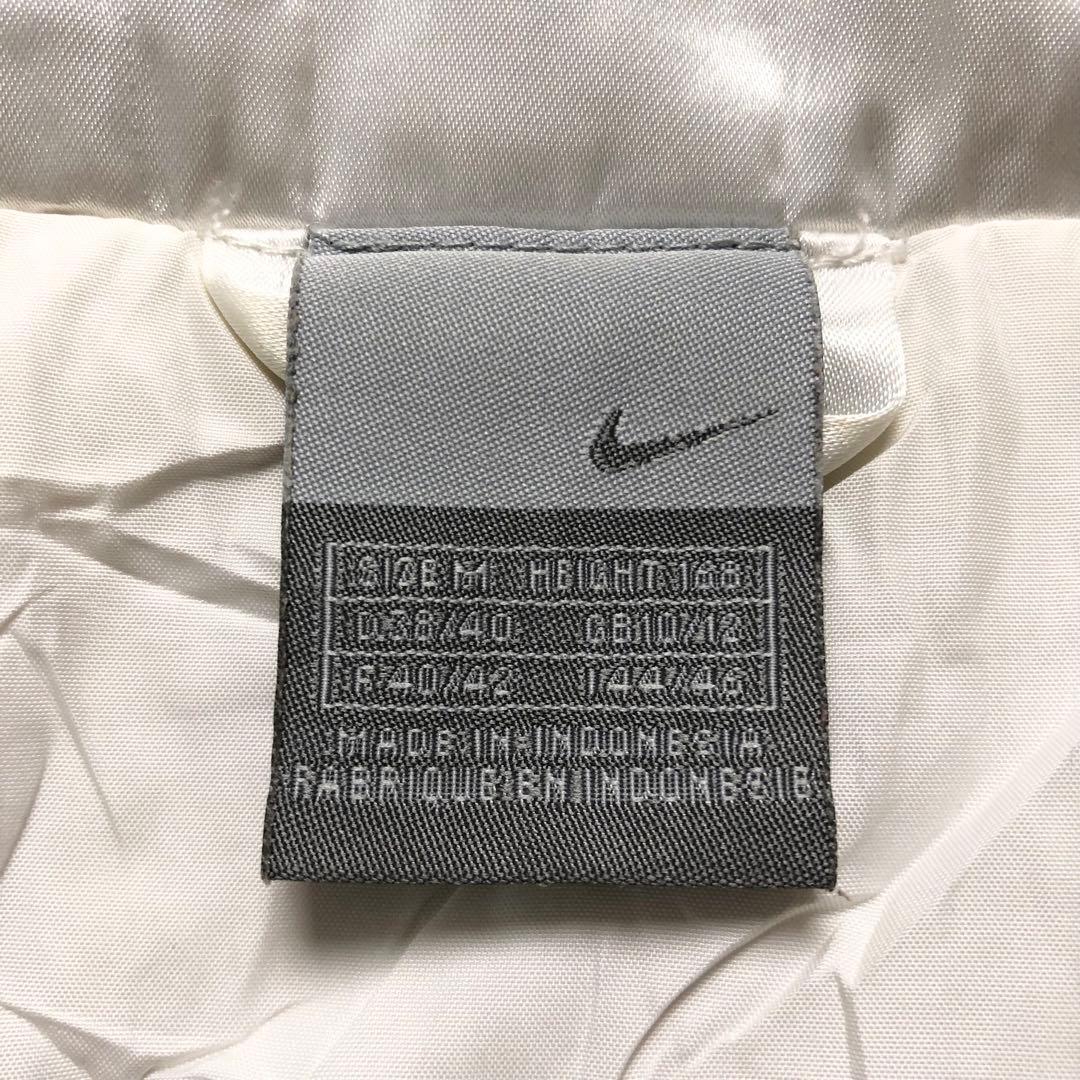 SIZE M HEIGHT 168
D 38/40 GB 10/12
F 40/42 I 44/46
MADE IN INDONESIA
FABRIQUE EN INDONESIE